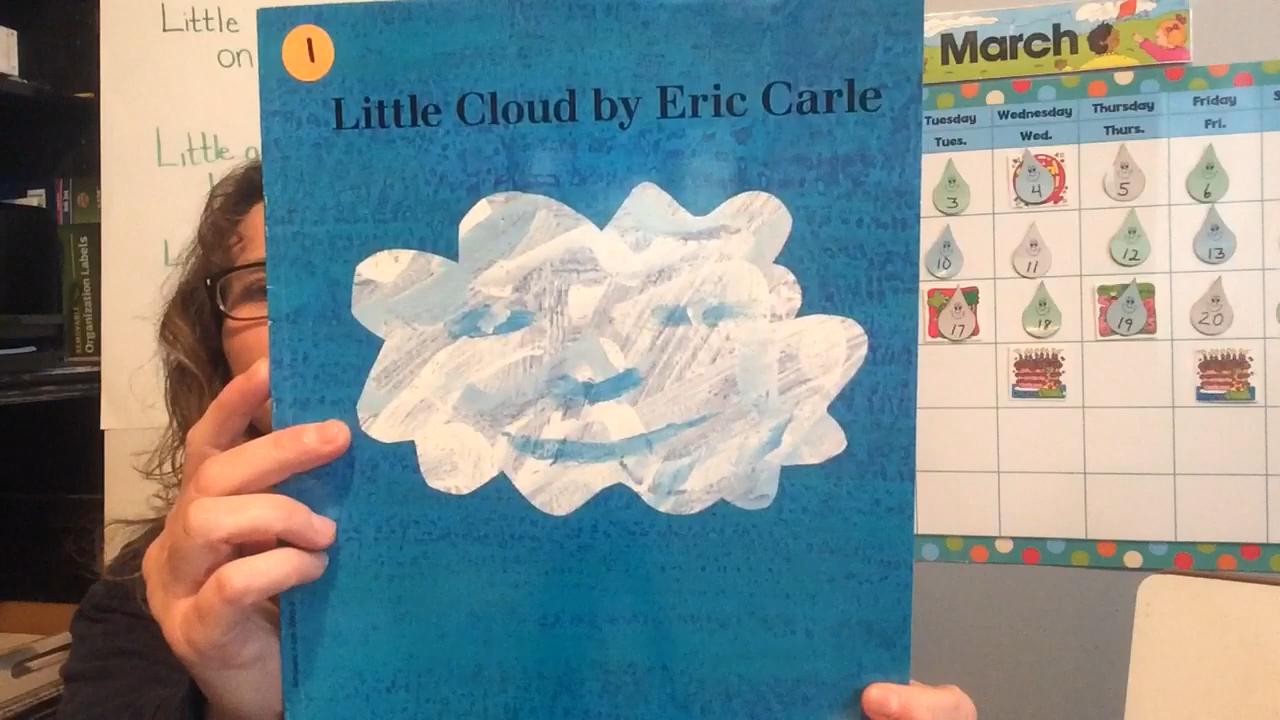 Little
on
Little a
L
1
Little Cloud by Eric Carle
REMOVABLE
Organization Labels
March
Tuesday Wednesday Thursday Friday S
Tues. Wed. Thurs. Fri.
3 4 5 6
10 11 12 13
17 18 19 20